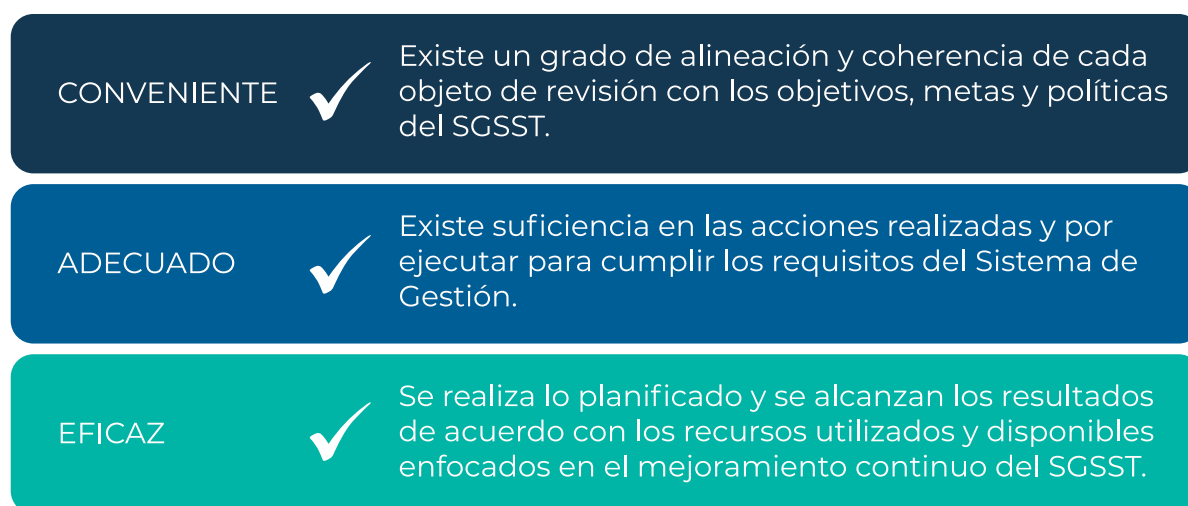 CONVENIENTE
Existe un grado de alineación y coherencia de cada
objeto de revisión con los objetivos, metas y políticas
del SGSST.
ADECUADO
Existe suficiencia en las acciones realizadas y por
ejecutar para cumplir los requisitos del Sistema de
Gestión.
EFICAZ
Se realiza lo planificado y se alcanzan los resultados
de acuerdo con los recursos utilizados y disponibles
enfocados en el mejoramiento continuo del SGSST.